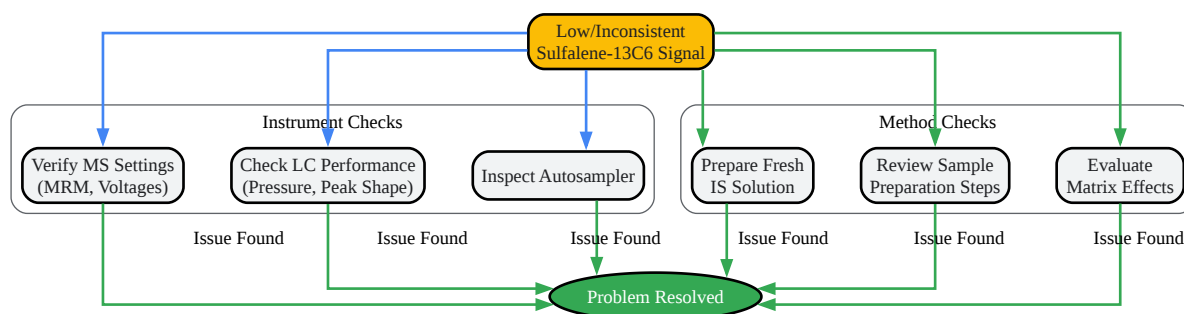 Low/Inconsistent
Sulfalene-13C6 Signal
Instrument Checks
Method Checks
Verify MS Settings
(MRM, Voltages)
Check LC Performance
(Pressure, Peak Shape)
Inspect Autosampler
Prepare Fresh
IS Solution
Review Sample
Preparation Steps
Evaluate
Matrix Effects
Issue Found
Issue Found
Issue Found
Issue Found
Issue Found
Issue Found
Problem Resolved